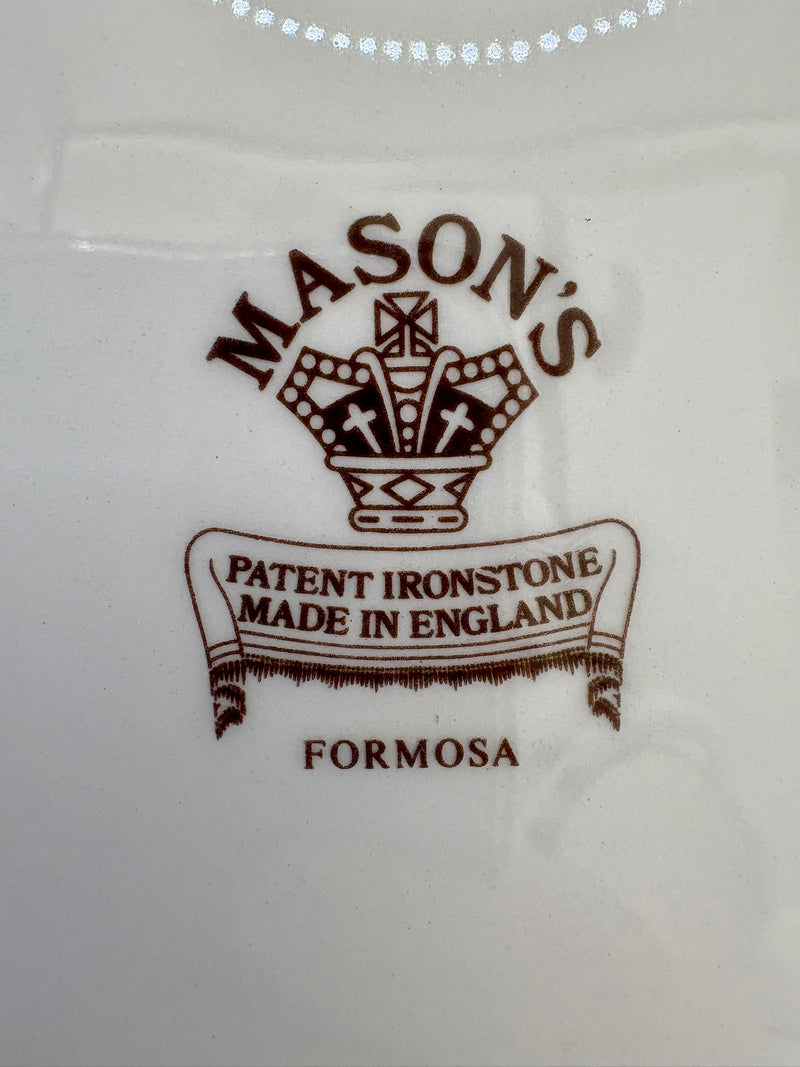 MASON'S
PATENT IRONSTONE
MADE IN ENGLAND
FORMOSA